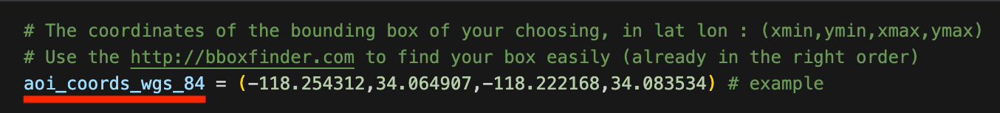 # The coordinates of the bounding box of your choosing, in lat lon : (xmin,ymin,xmax,ymax)
# Use the http://bboxfinder.com to find your box easily (already in the right order)
aoi_coords_wgs_84 = (-118.254312,34.064907,-118.222168,34.083534) # example